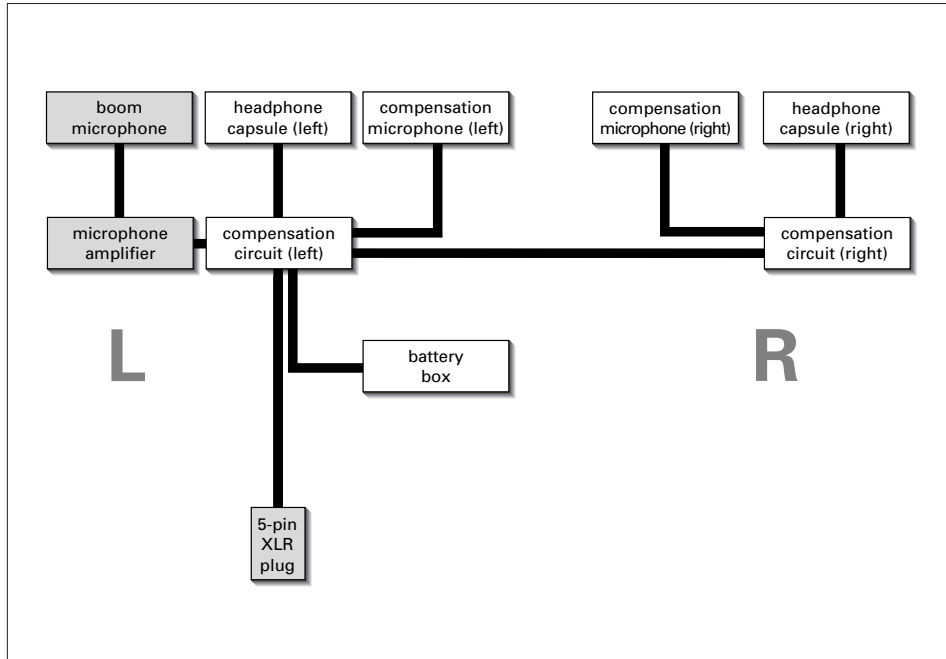 boom
microphone
headphone
capsule (left)
compensation
microphone (left)
compensation
microphone (right)
headphone
capsule (right)
microphone
amplifier
compensation
circuit (left)
compensation
circuit (right)
L
R
battery
box
5-pin
XLR
plug